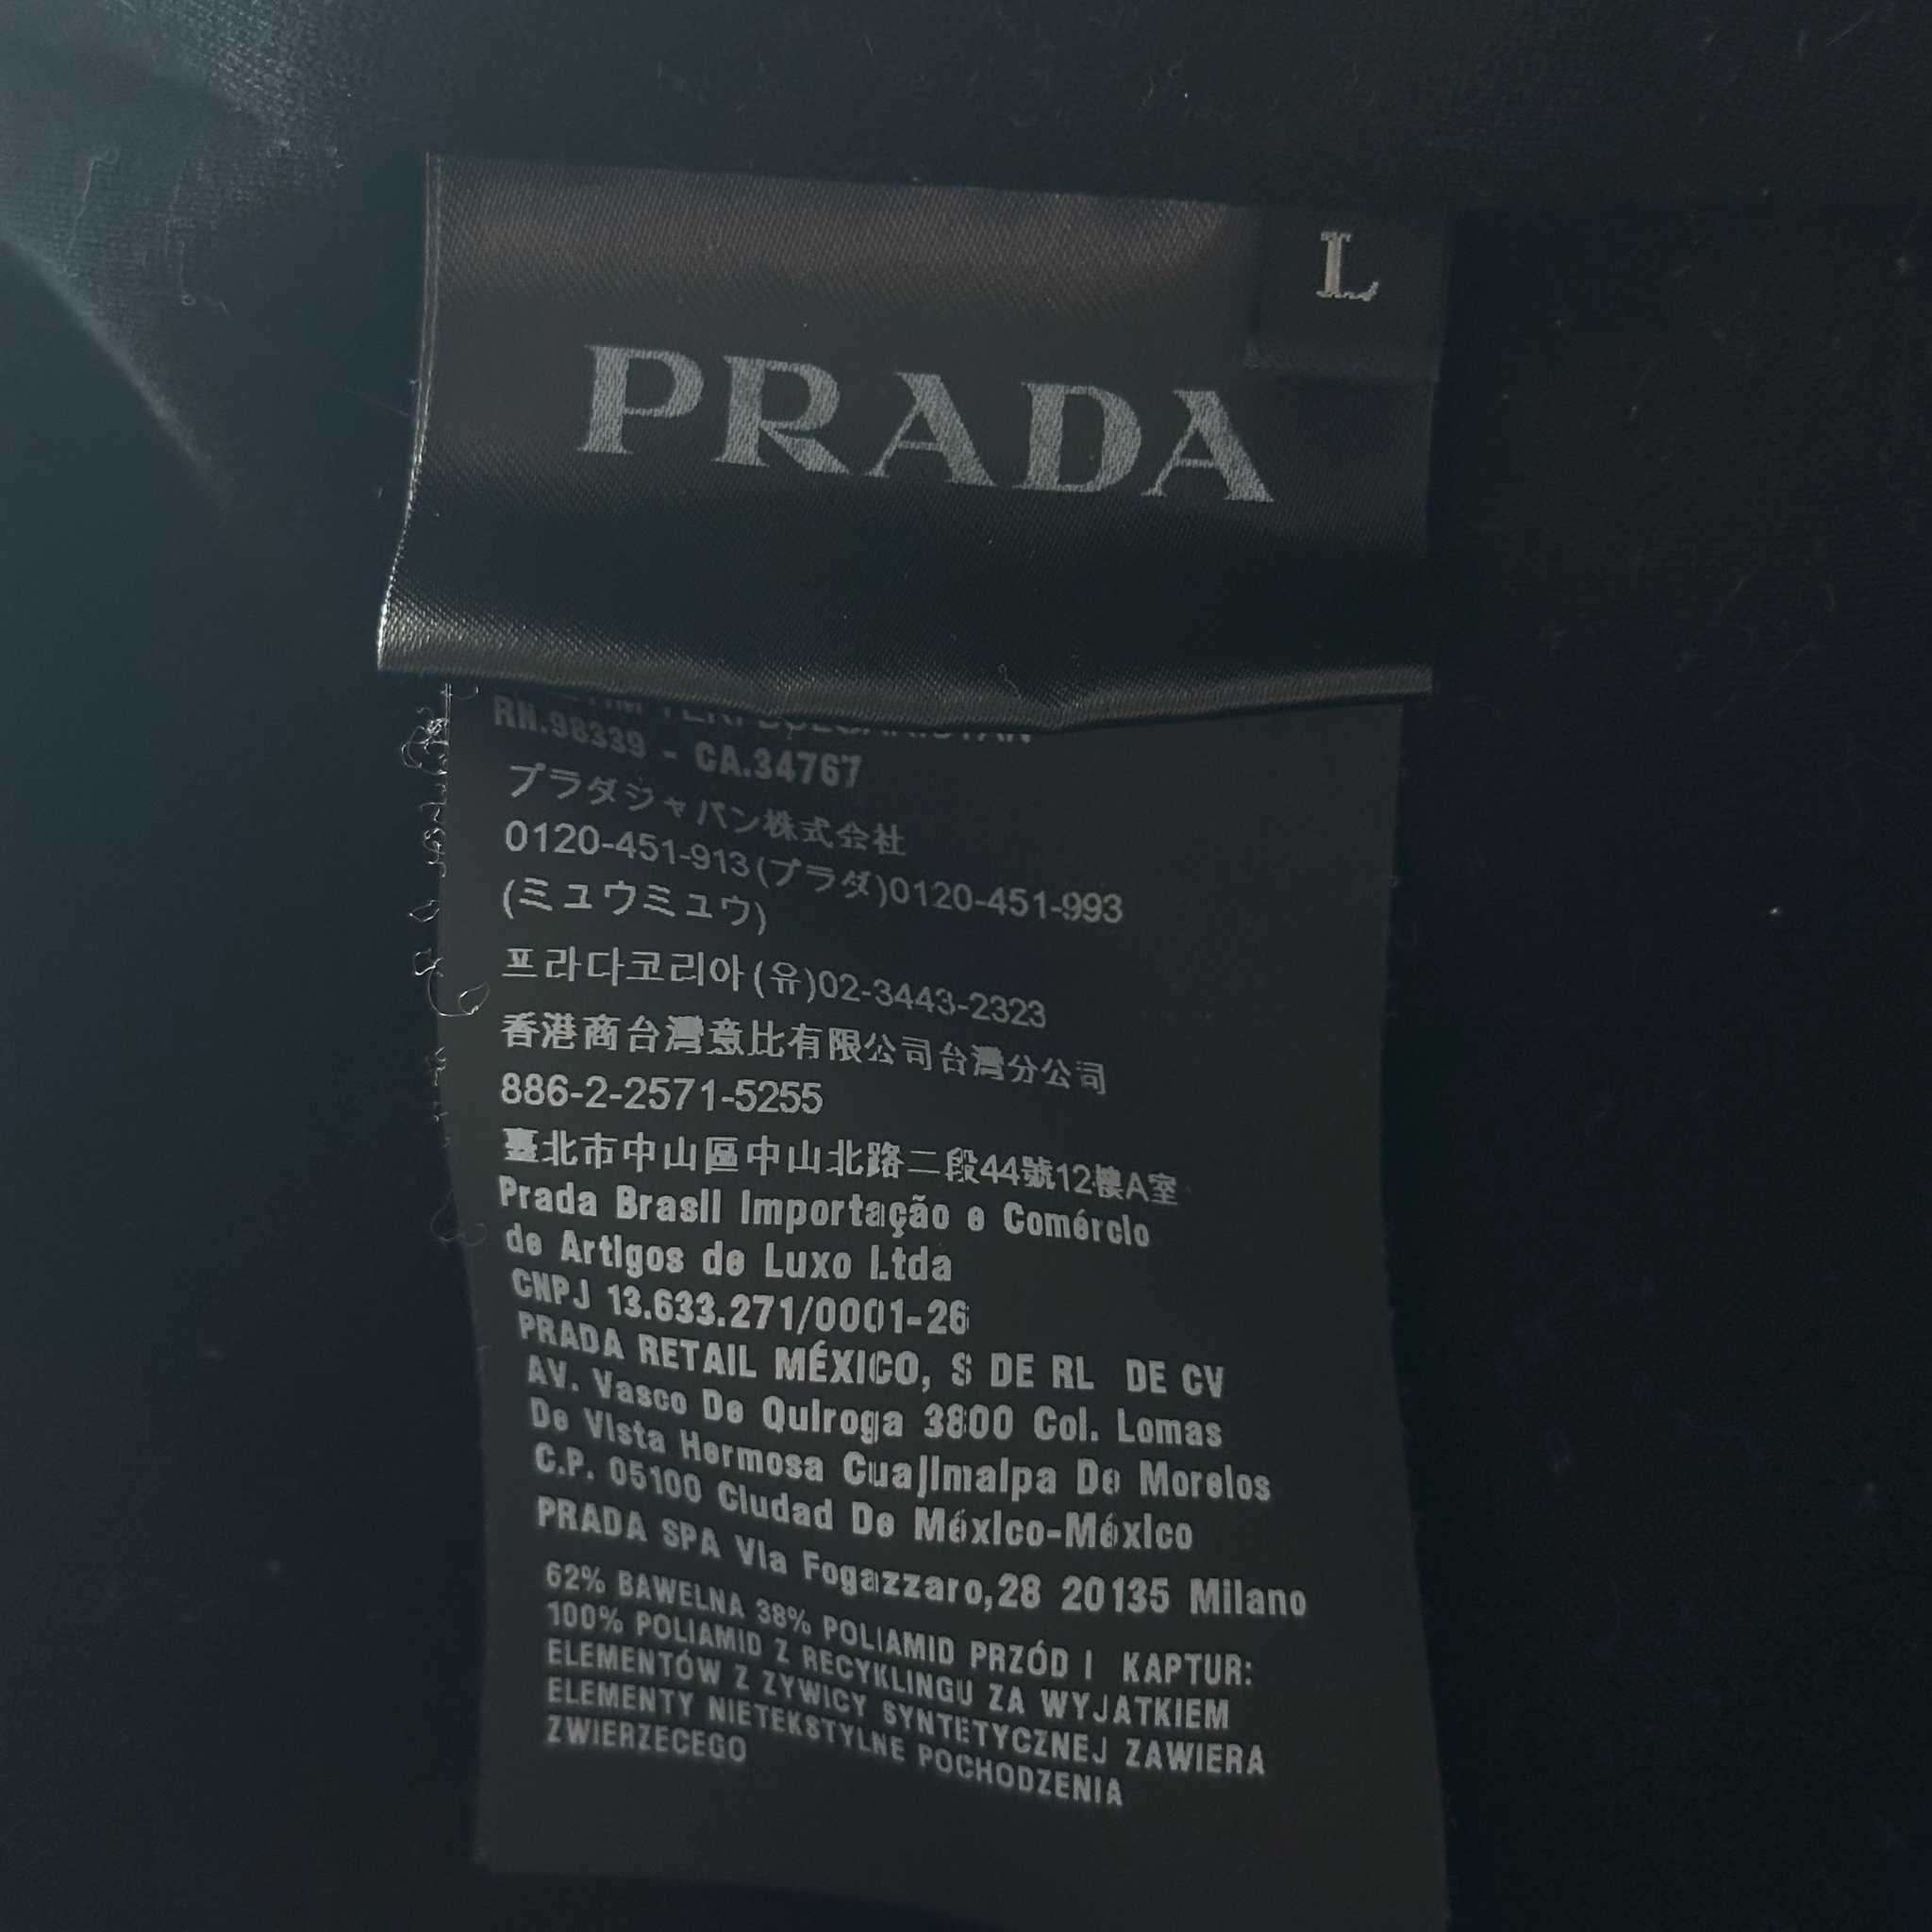 L
PRADA
RN.98339 - CA.34767
プラダジャパン株式会社
0120-451-913(プラダ)0120-451-993
(ミュウミュウ)
프라다코리아(유)02-3443-2323
香港商台灣意比有限公司台灣分公司
886-2-2571-5255
臺北市中山區中山北路二段44號12樓A室
Prada Brasil Importação e Comércio
de Artigos de Luxo Ltda
CNPJ 13.633.271/0001-26
PRADA RETAIL MÉXICO, S DE RL DE CV
AV. Vasco De Quiroga 3800 Col. Lomas
De Vista Hermosa Cuajimalpa De Morelos
C.P. 05100 Ciudad De México-México
PRADA SPA Via Fogazzaro,28 20135 Milano
62% BAWELNA 38% POLIAMID PRZÓD I KAPTUR:
100% POLIAMID Z RECYKLINGU ZA WYJATKIEM
ELEMENTÓW Z ZYWICY SYNTETYCZNEJ ZAWIERA
ELEMENTY NIETEKSTYLNE POCHODZENIA
ZWIERZECEGO